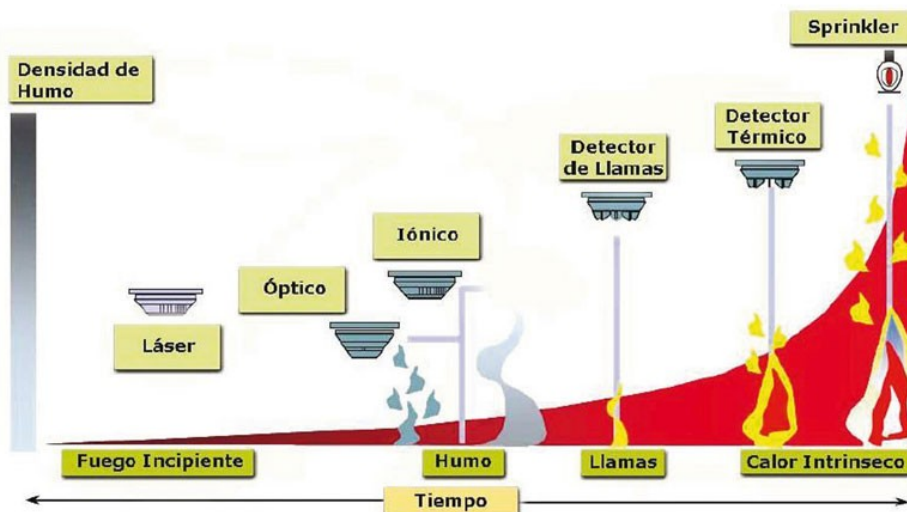 Sprinkler
Densidad de
Humo
Detector
Térmico
Detector
de Llamas
Iónico
Óptico
Láser
Fuego Incipiente
Humo
Llamas
Calor Intrinseco
Tiempo